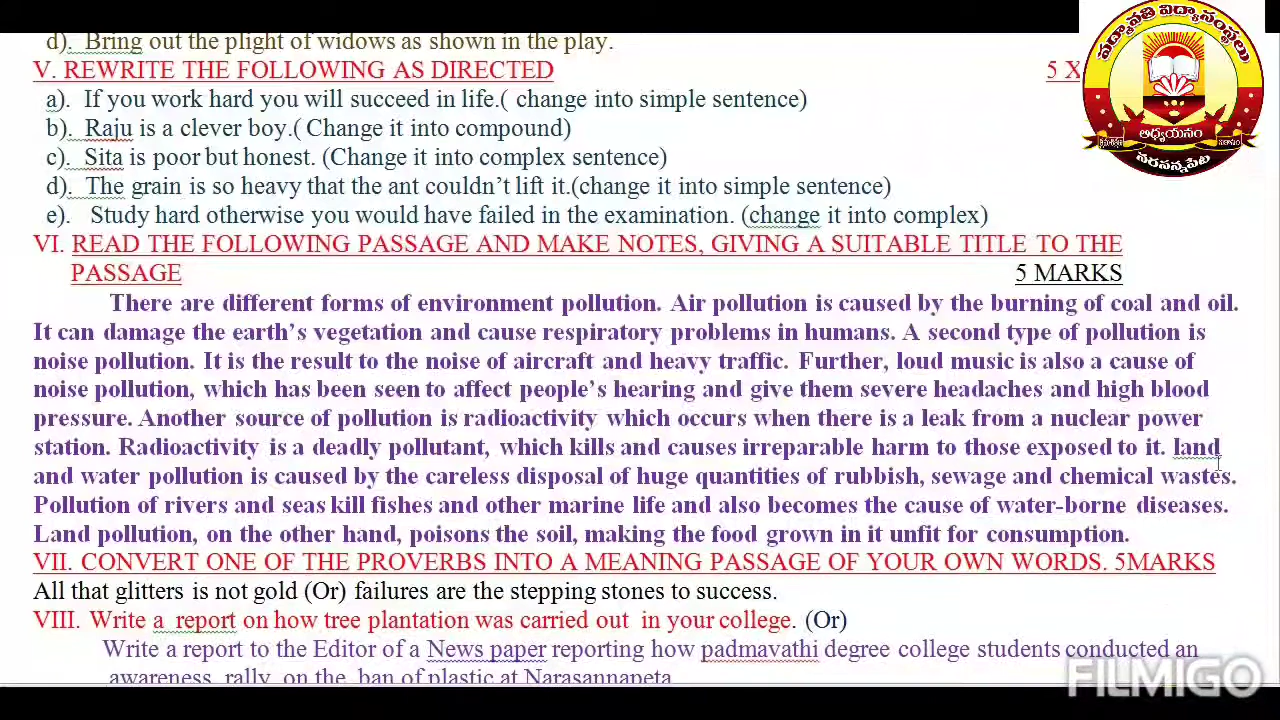 d). Bring out the plight of widows as shown in the play.
V. REWRITE THE FOLLOWING AS DIRECTED 5 X
a). If you work hard you will succeed in life.( change into simple sentence)
b). Raju is a clever boy.( Change it into compound)
c). Sita is poor but honest. (Change it into complex sentence)
d). The grain is so heavy that the ant couldn't lift it.(change it into simple sentence)
e). Study hard otherwise you would have failed in the examination. (change it into complex)
VI. READ THE FOLLOWING PASSAGE AND MAKE NOTES, GIVING A SUITABLE TITLE TO THE
PASSAGE 5 MARKS
There are different forms of environment pollution. Air pollution is caused by the burning of coal and oil.
It can damage the earth's vegetation and cause respiratory problems in humans. A second type of pollution is
noise pollution. It is the result to the noise of aircraft and heavy traffic. Further, loud music is also a cause of
noise pollution, which has been seen to affect people's hearing and give them severe headaches and high blood
pressure. Another source of pollution is radioactivity which occurs when there is a leak from a nuclear power
station. Radioactivity is a deadly pollutant, which kills and causes irreparable harm to those exposed to it. land
and water pollution is caused by the careless disposal of huge quantities of rubbish, sewage and chemical wastes.
Pollution of rivers and seas kill fishes and other marine life and also becomes the cause of water-borne diseases.
Land pollution, on the other hand, poisons the soil, making the food grown in it unfit for consumption.
VII. CONVERT ONE OF THE PROVERBS INTO A MEANING PASSAGE OF YOUR OWN WORDS. 5MARKS
All that glitters is not gold (Or) failures are the stepping stones to success.
VIII. Write a report on how tree plantation was carried out in your college. (Or)
Write a report to the Editor of a News paper reporting how padmavathi degree college students conducted an
awareness rally on the ban of plastic at Narasannapeta
పద్మావతి విద్యాసంస్థలు
అధ్యయనం
నరసన్నపేట
FILMIGO